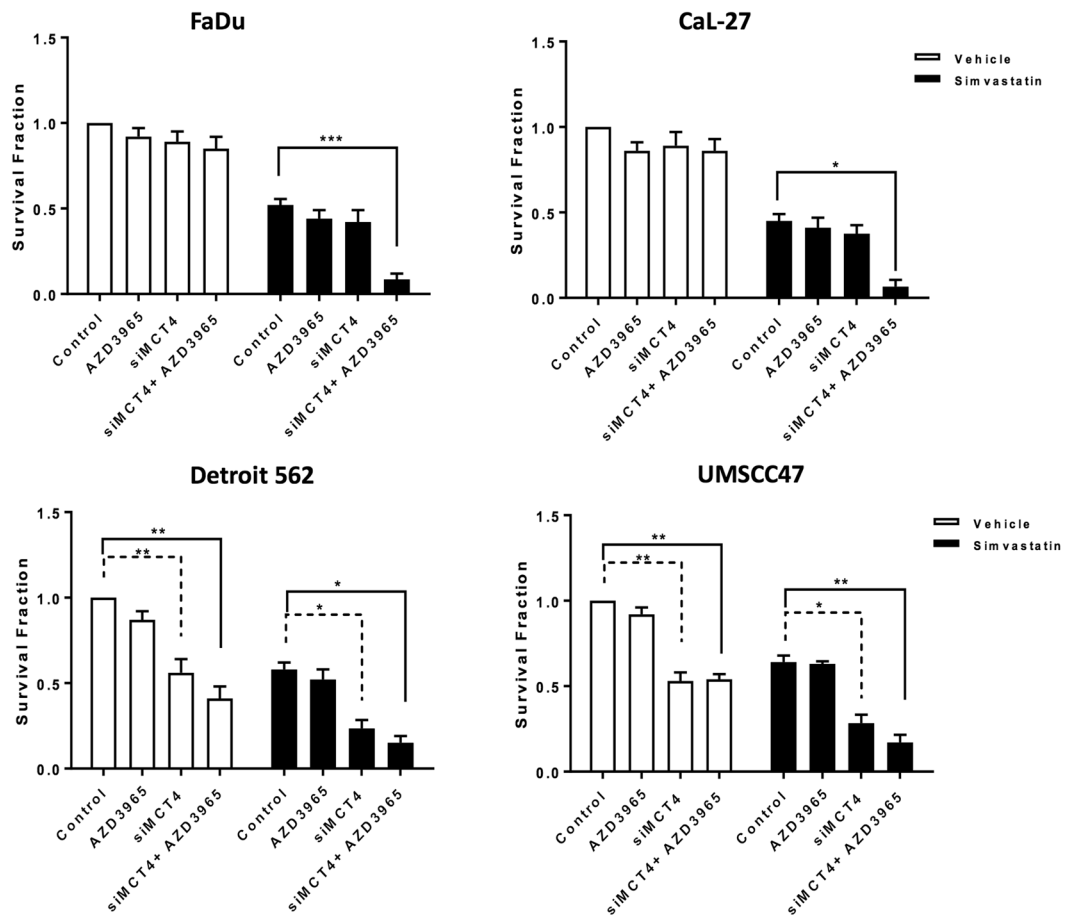 FaDu
CaL-27
Survival Fraction
1.5
1.0
0.5
0.0
***
Control
AZD3965
siMCT4
siMCT4+ AZD3965
Control
AZD3965
siMCT4
siMCT4+ AZD3965
Survival Fraction
1.5
1.0
0.5
0.0
*
Control
AZD3965
siMCT4
siMCT4+ AZD3965
Control
AZD3965
siMCT4
siMCT4+ AZD3965
Vehicle
Simvastatin
Detroit 562
UMSCC47
Survival Fraction
1.5
1.0
0.5
0.0
**
**
*
*
Control
AZD3965
siMCT4
siMCT4+ AZD3965
Control
AZD3965
siMCT4
siMCT4+ AZD3965
Survival Fraction
1.5
1.0
0.5
0.0
**
**
**
*
Control
AZD3965
siMCT4
siMCT4+ AZD3965
Control
AZD3965
siMCT4
siMCT4+ AZD3965
Vehicle
Simvastatin